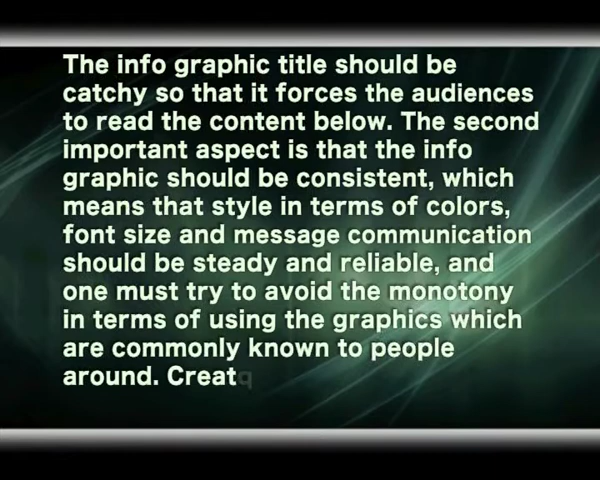 The info graphic title should be
catchy so that it forces the audiences
to read the content below. The second
important aspect is that the info
graphic should be consistent, which
means that style in terms of colors,
font size and message communication
should be steady and reliable, and
one must try to avoid the monotony
in terms of using the graphics which
are commonly known to people
around. Creat